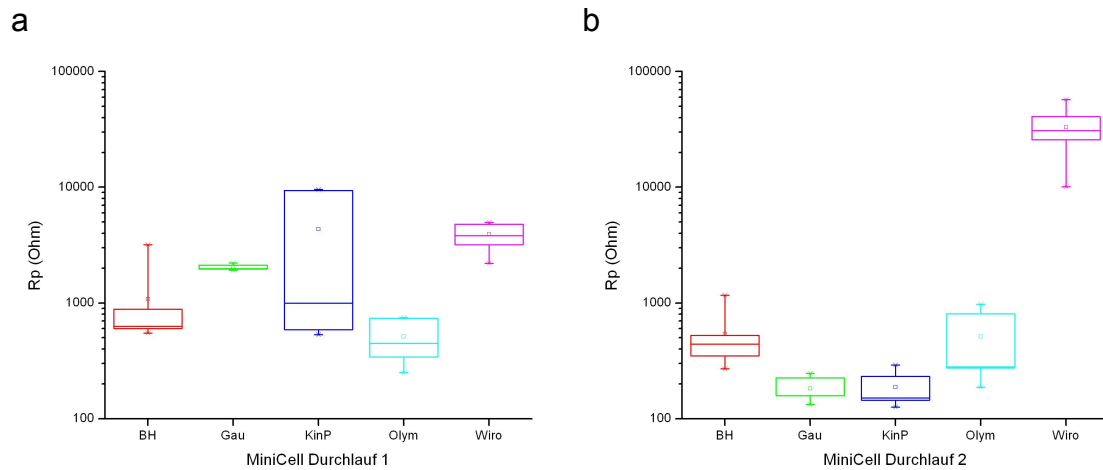 a
100000
10000
1000
100
Rp (Ohm)
BH Gau KinP Olym Wiro
MiniCell Durchlauf 1
b
100000
10000
1000
100
Rp (Ohm)
BH Gau KinP Olym Wiro
MiniCell Durchlauf 2